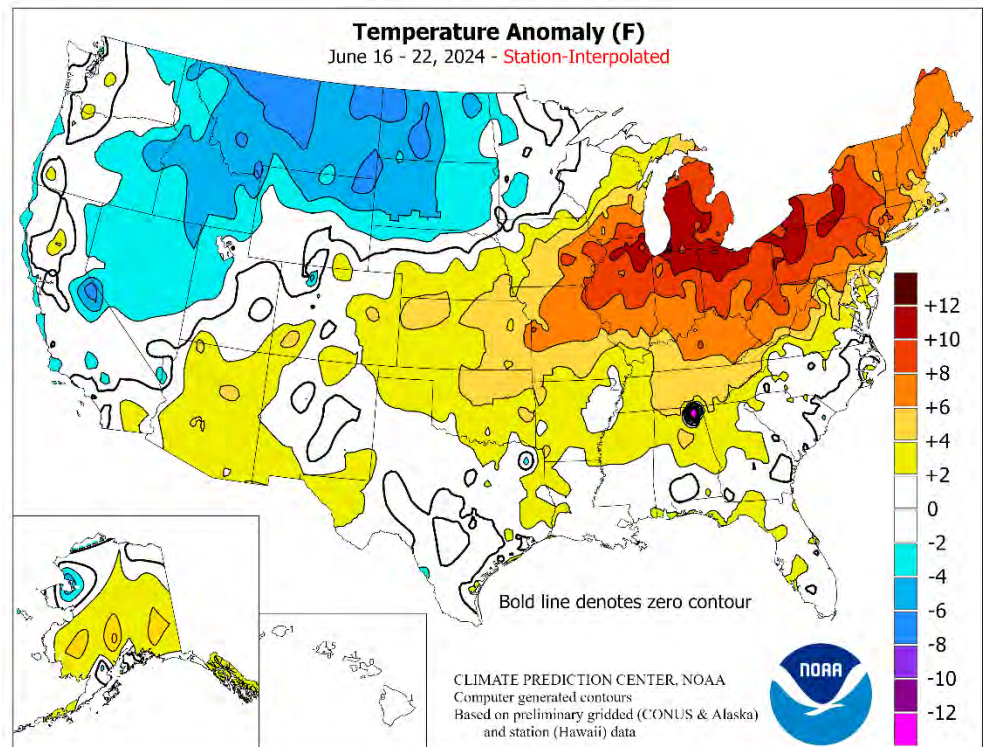 Temperature Anomaly (F)
June 16 - 22, 2024 - Station-Interpolated
+12
+10
+8
+6
+4
+2
0
-2
-4
-6
-8
-10
-12
Bold line denotes zero contour
CLIMATE PREDICTION CENTER, NOAA
Computer generated contours
Based on preliminary gridded (CONUS & Alaska)
and station (Hawaii) data
NOAA